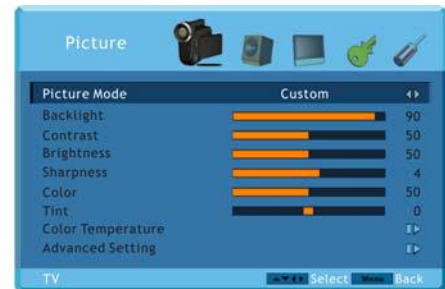 Picture
Picture Mode Custom
Backlight 90
Contrast 50
Brightness 50
Sharpness 4
Color 50
Tint 0
Color Temperature
Advanced Setting
TV Select Menu Back